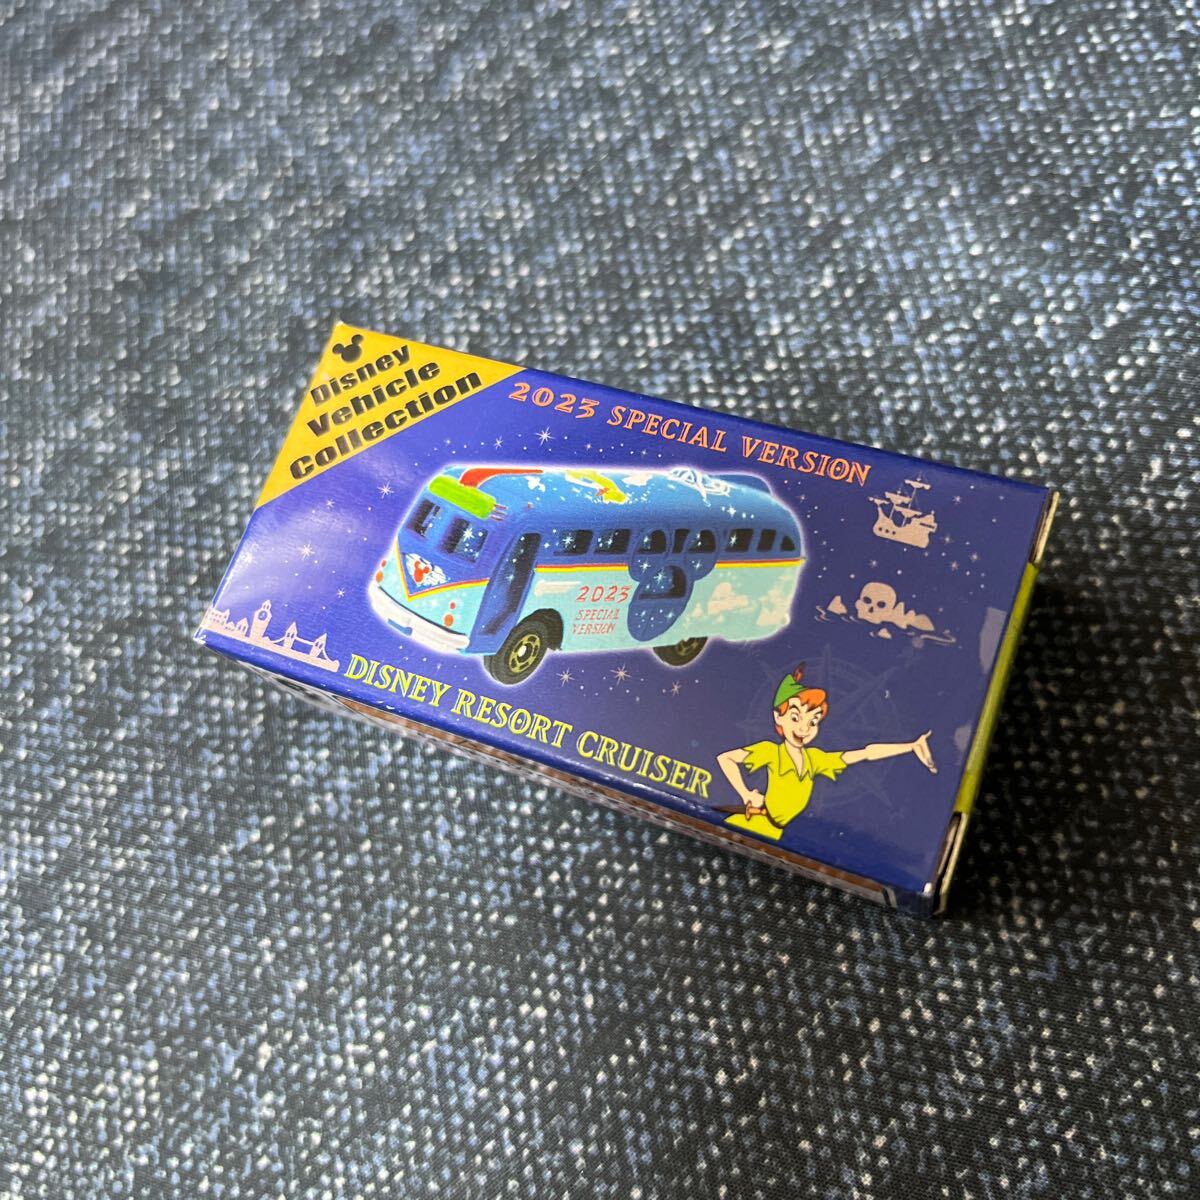 Disney
Vehicle
Collection
2023 SPECIAL VERSION
2023
SPECIAL
VERSION
DISNEY RESORT CRUISER